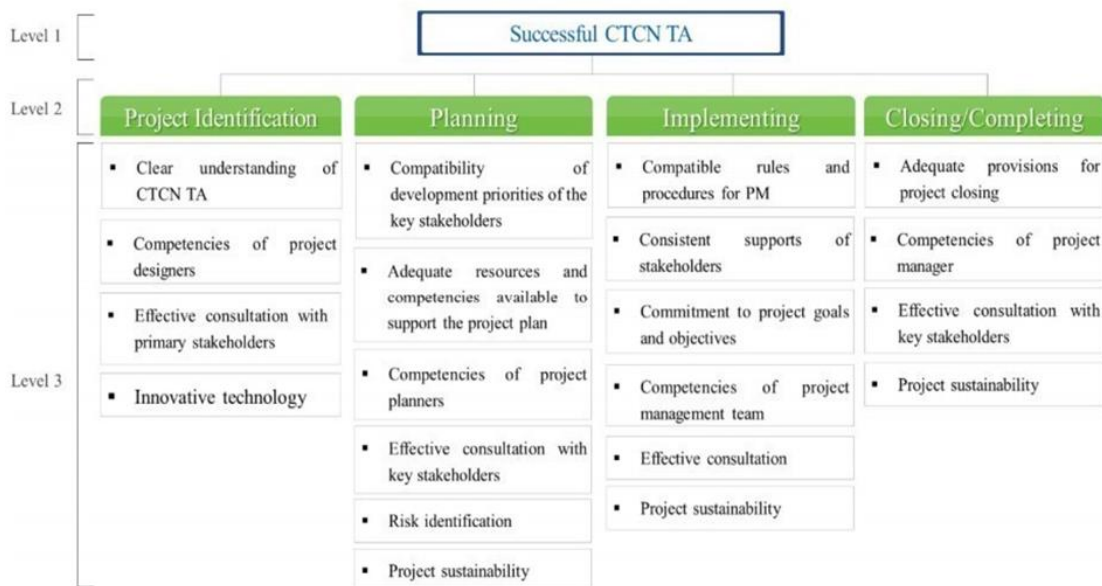 Level 1
Successful CTCN TA
Level 2
Project Identification
Planning
Implementing
Closing/Completing
Level 3
▪ Clear understanding of
CTCN TA
▪ Competencies of project
designers
▪ Effective consultation with
primary stakeholders
▪ Innovative technology
▪ Compatibility of
development priorities of the
key stakeholders
▪ Adequate resources and
competencies available to
support the project plan
▪ Competencies of project
planners
▪ Effective consultation with
key stakeholders
▪ Risk identification
▪ Project sustainability
▪ Compatible rules and
procedures for PM
▪ Consistent supports of
stakeholders
▪ Commitment to project goals
and objectives
▪ Competencies of project
management team
▪ Effective consultation
▪ Project sustainability
▪ Adequate provisions for
project closing
▪ Competencies of project
manager
▪ Effective consultation with
key stakeholders
▪ Project sustainability